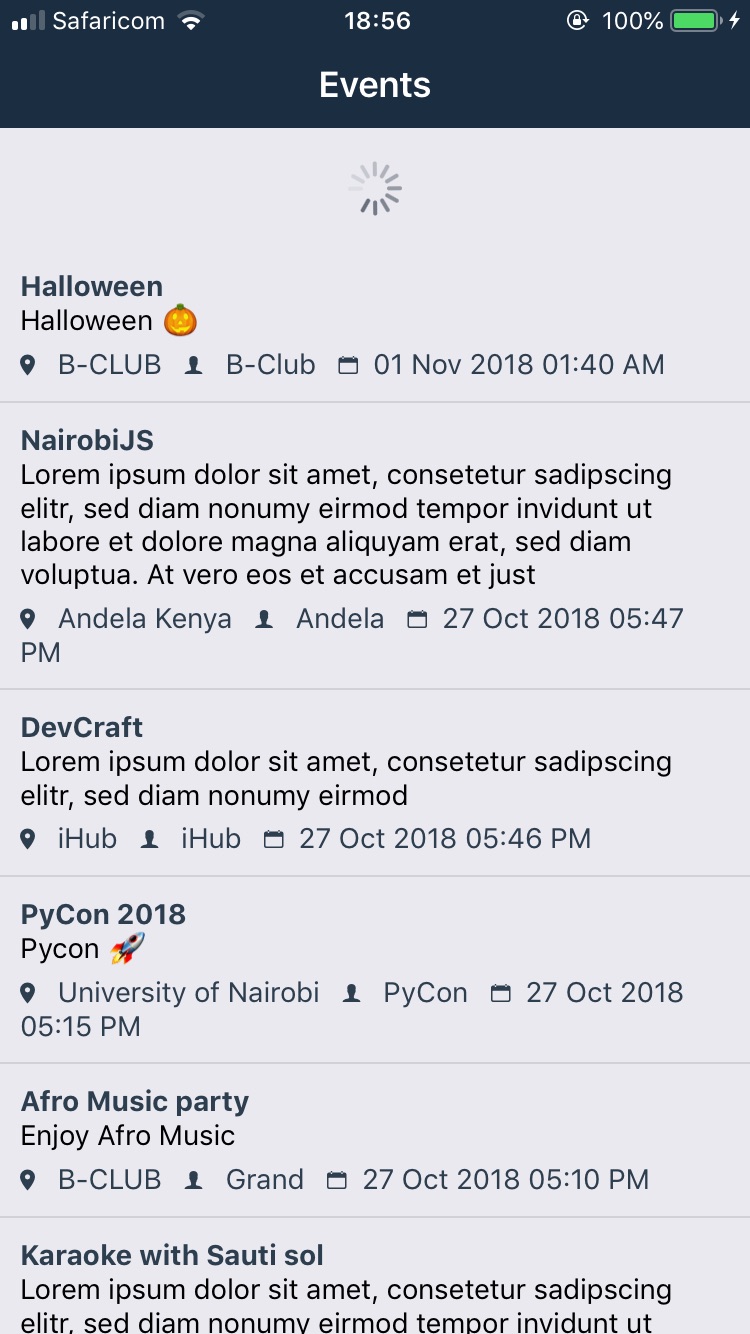 Safaricom 18:56 100%
Events
Halloween
Halloween 🎃
B-CLUB B-Club 01 Nov 2018 01:40 AM
NairobiJS
Lorem ipsum dolor sit amet, consetetur sadipscing
elitr, sed diam nonumy eirmod tempor invidunt ut
labore et dolore magna aliquyam erat, sed diam
voluptua. At vero eos et accusam et just
Andela Kenya Andela 27 Oct 2018 05:47
PM
DevCraft
Lorem ipsum dolor sit amet, consetetur sadipscing
elitr, sed diam nonumy eirmod
iHub iHub 27 Oct 2018 05:46 PM
PyCon 2018
Pycon 🚀
University of Nairobi PyCon 27 Oct 2018
05:15 PM
Afro Music party
Enjoy Afro Music
B-CLUB Grand 27 Oct 2018 05:10 PM
Karaoke with Sauti sol
Lorem ipsum dolor sit amet, consetetur sadipscing
elitr, sed diam nonumy eirmod tempor invidunt ut